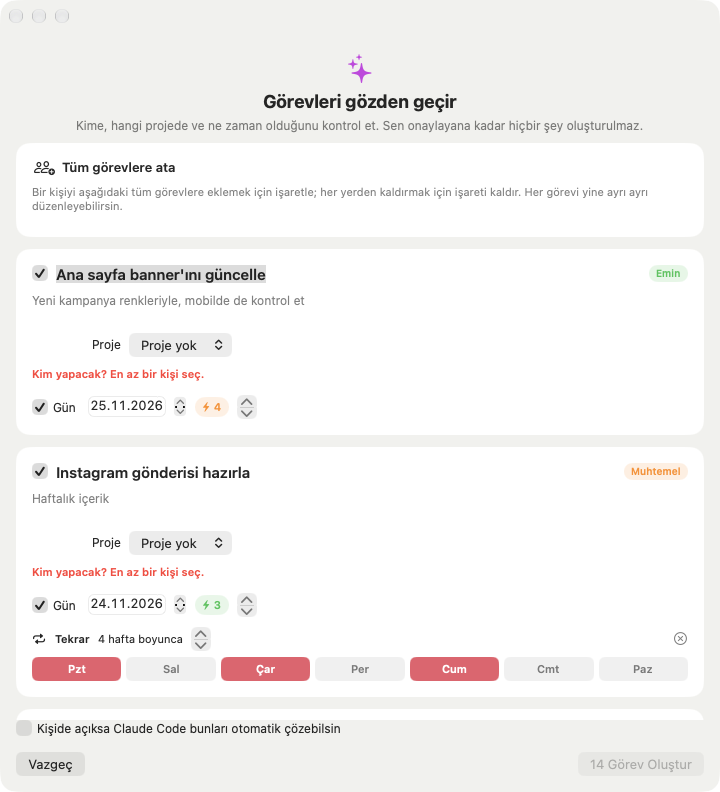 Görevleri gözden geçir
Kime, hangi projede ve ne zaman olduğunu kontrol et. Sen onaylayana kadar hiçbir şey oluşturulmaz.
Tüm görevlere ata
Bir kişiyi aşağıdaki tüm görevlere eklemek için işaretle; her yerden kaldırmak için işareti kaldır. Her görevi yine ayrı ayrı
düzenleyebilirsin.
Ana sayfa banner'ını güncelle
Emin
Yeni kampanya renkleriyle, mobilde de kontrol et
Proje Proje yok
Kim yapacak? En az bir kişi seç.
Gün 25.11.2026 4
Instagram gönderisi hazırla
Muhtemel
Haftalık içerik
Proje Proje yok
Kim yapacak? En az bir kişi seç.
Gün 24.11.2026 3
Tekrar 4 hafta boyunca
Pzt Sal Çar Per Cum Cmt Paz
Kişide açıksa Claude Code bunları otomatik çözebilsin
Vazgeç 14 Görev Oluştur